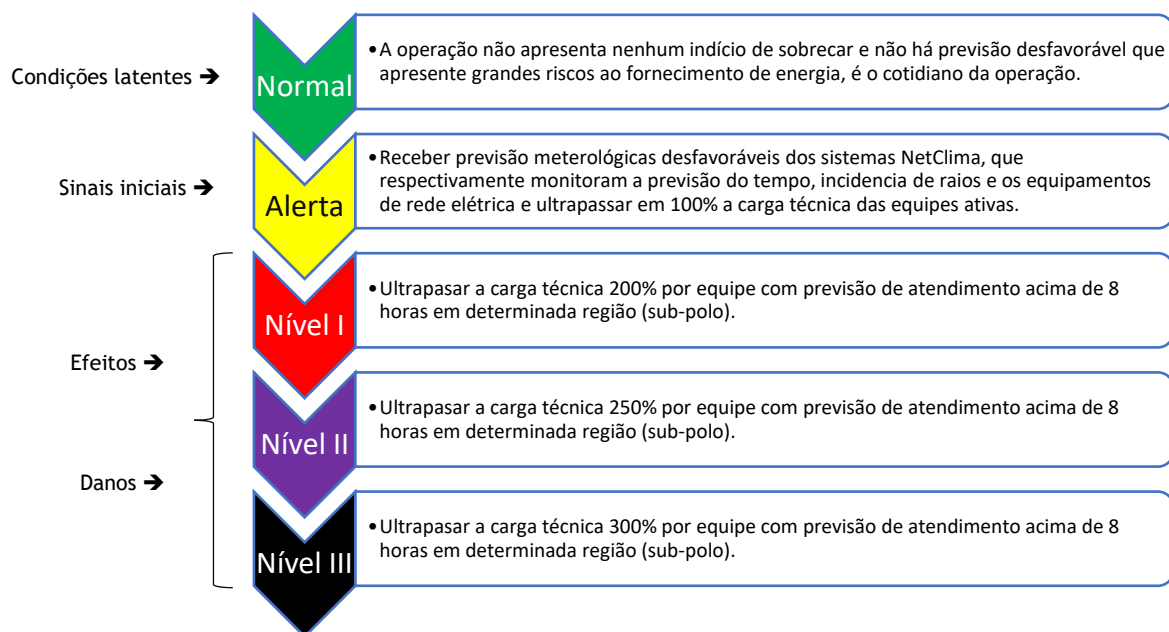 Condições latentes ➔
Normal
•A operação não apresenta nenhum indício de sobrecar e não há previsão desfavorável que
apresente grandes riscos ao fornecimento de energia, é o cotidiano da operação.
Sinais iniciais ➔
Alerta
•Receber previsão meterológicas desfavoráveis dos sistemas NetClima, que
respectivamente monitoram a previsão do tempo, incidencia de raios e os equipamentos
de rede elétrica e ultrapassar em 100% a carga técnica das equipes ativas.
Efeitos ➔
Nível I
•Ultrapasar a carga técnica 200% por equipe com previsão de atendimento acima de 8
horas em determinada região (sub-polo).
Nível II
•Ultrapasar a carga técnica 250% por equipe com previsão de atendimento acima de 8
horas em determinada região (sub-polo).
Danos ➔
Nível III
•Ultrapasar a carga técnica 300% por equipe com previsão de atendimento acima de 8
horas em determinada região (sub-polo).